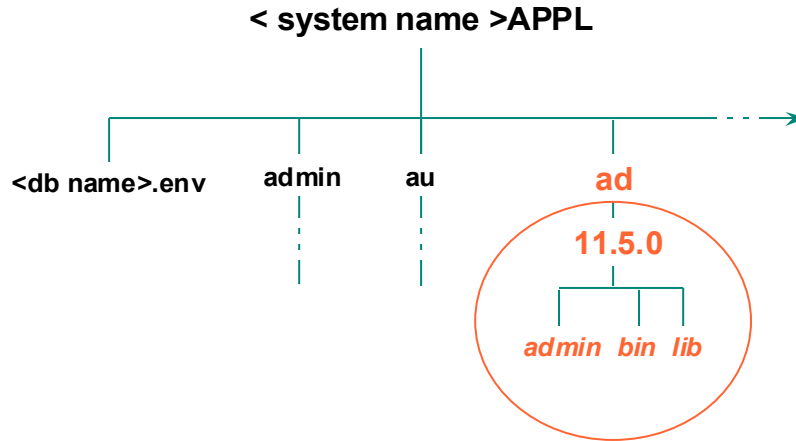 < system name >APPL
<db name>.env
admin
au
ad
11.5.0
admin
bin
lib